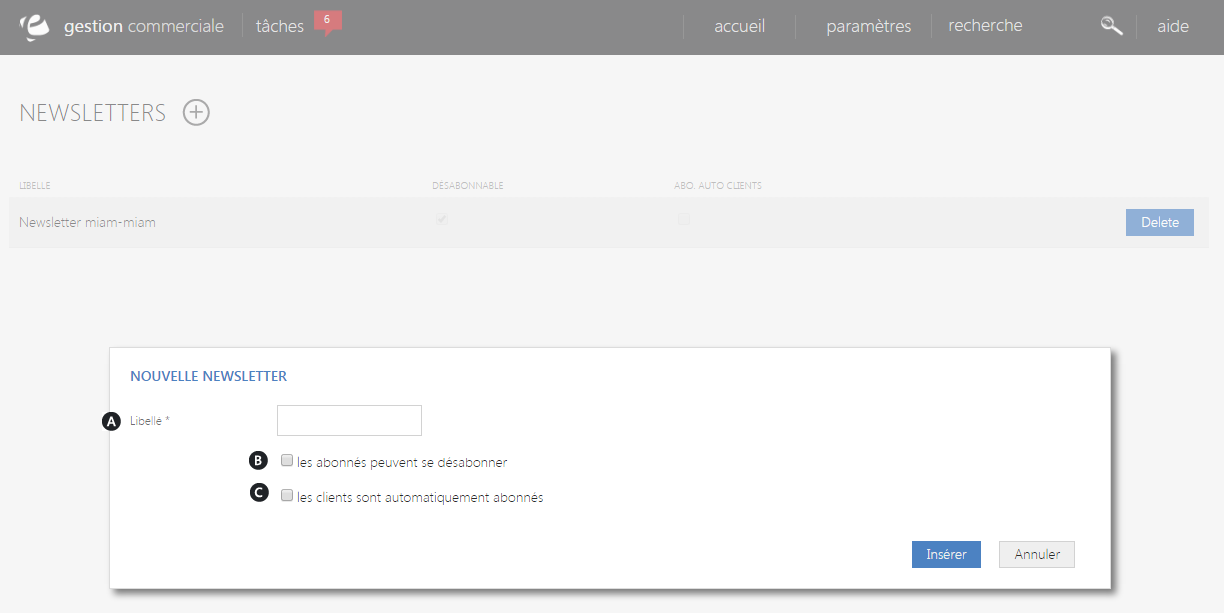 gestion commerciale tâches 6 accueil paramètres recherche aide
NEWSLETTERS
LIBELLE DESABONNABLE ABO. AUTO CLIENTS
Newsletter miam-miam Delete
NOUVELLE NEWSLETTER
A Libelle *
B les abonnés peuvent se désabonner
C les clients sont automatiquement abonnés
Insérer Annuler